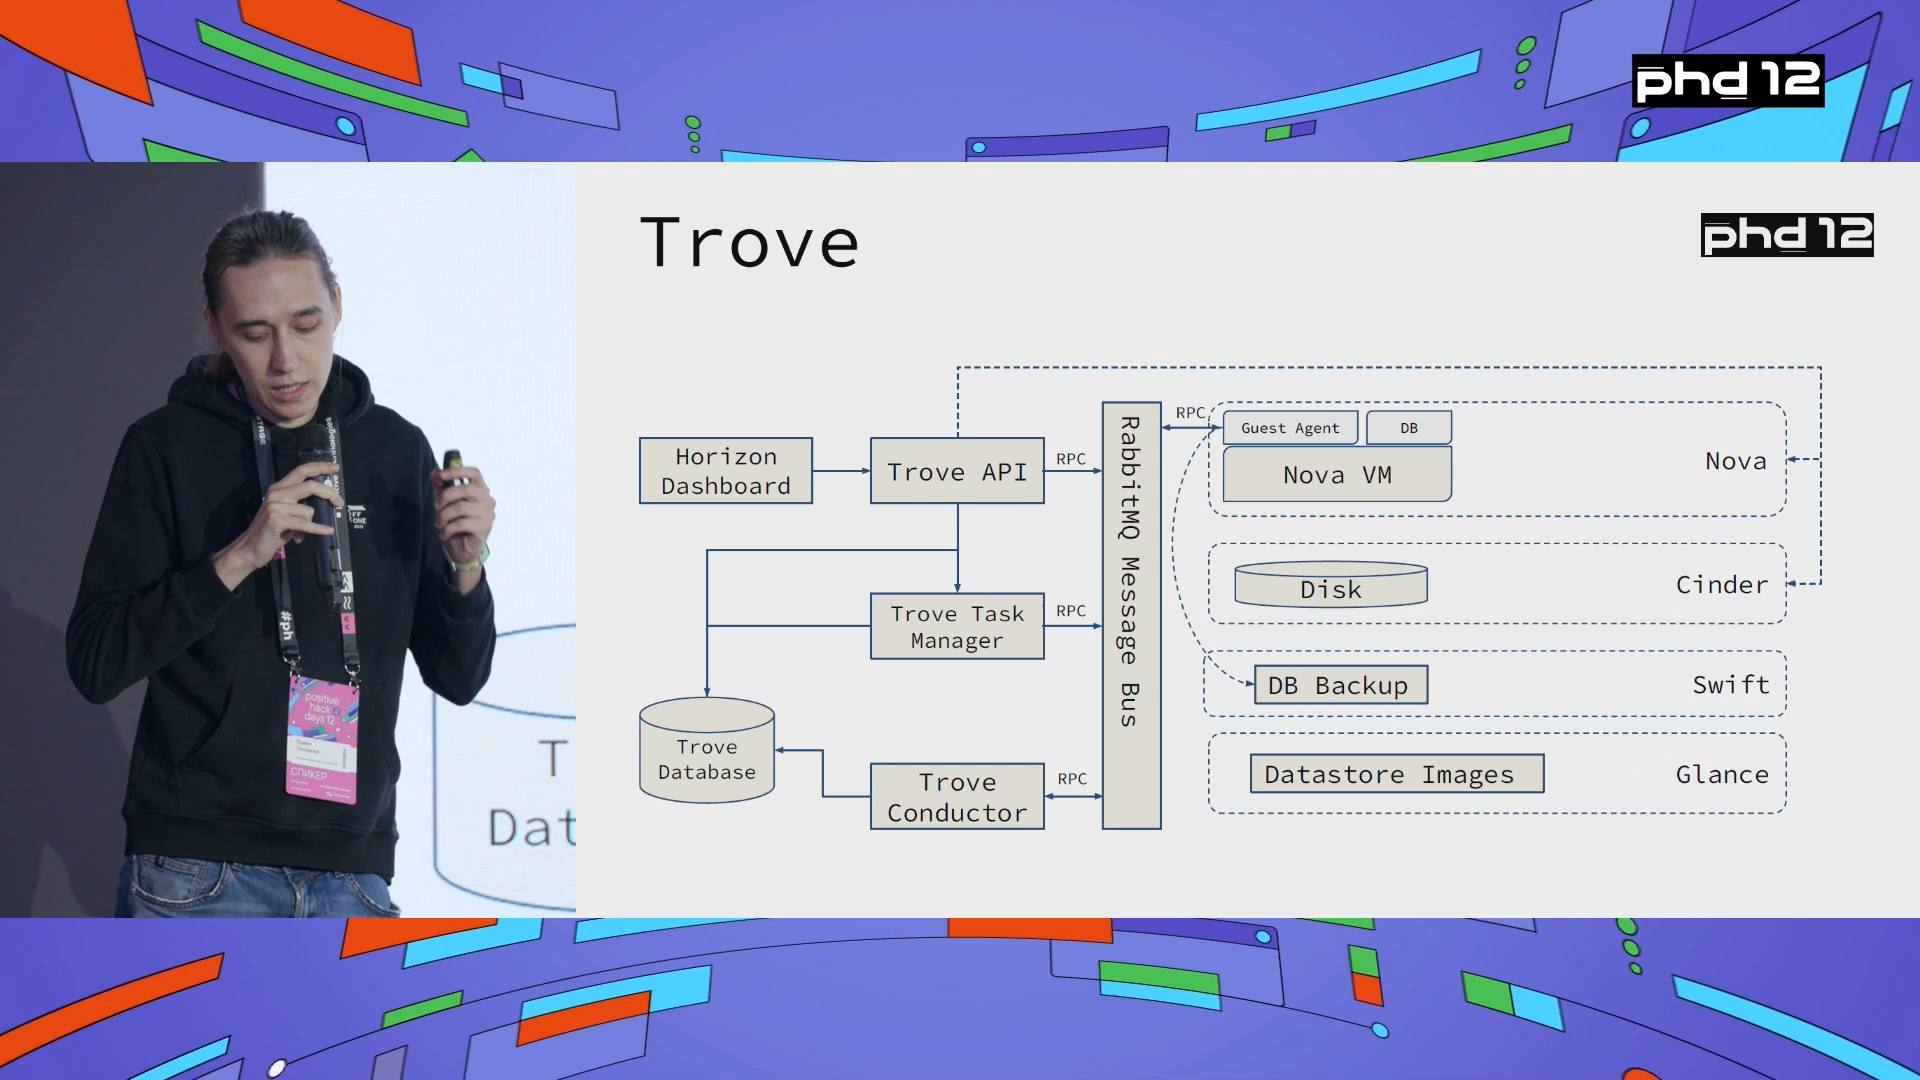 phd 12
Trove
phd 12
Horizon
Dashboard
Trove API
RPC
RabbitMQ Message Bus
RPC
Guest Agent
DB
Nova VM
Nova
Disk
Cinder
Trove Task
Manager
RPC
DB Backup
Swift
Trove
Database
Trove
Conductor
RPC
Datastore Images
Glance
positive
hack
days 12
СПИКЕР
#ph
T
Dat